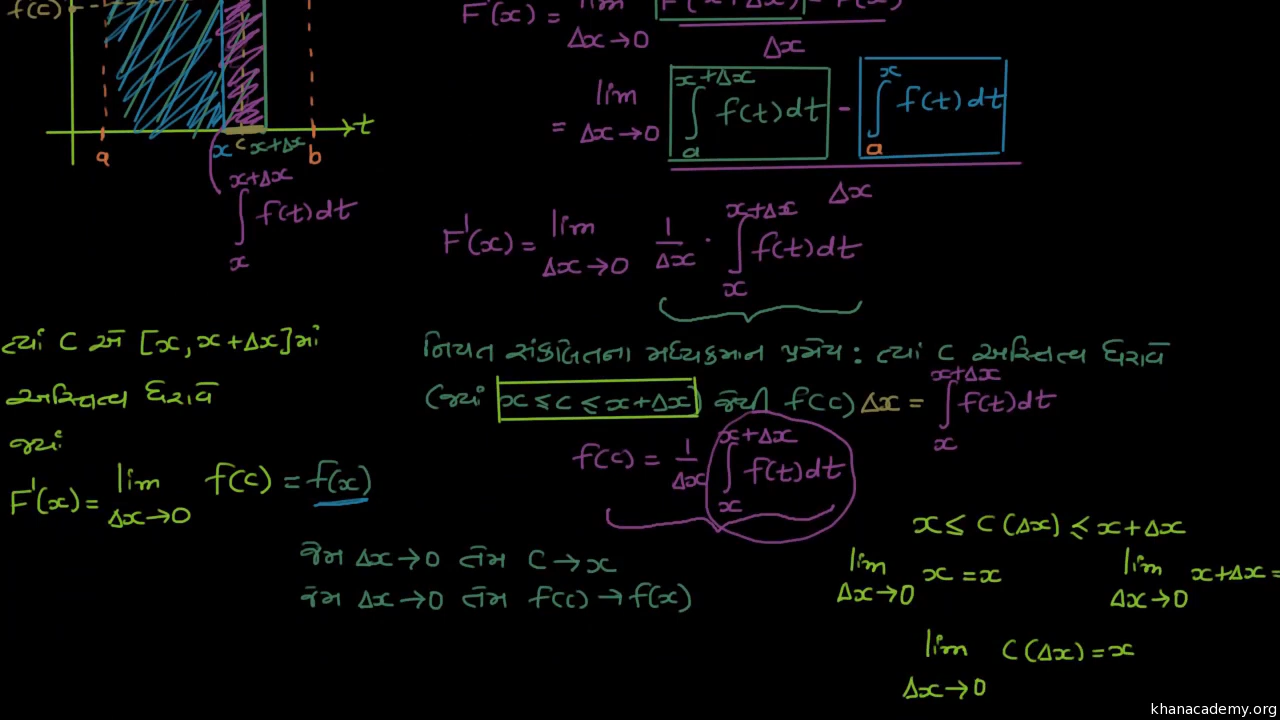 f(c)
t
a x c x+Δx b
∫ₓ^(x+Δx) f(t)dt
F'(x) = lim Δx→0 F(x+Δx) - F(x) / Δx
= lim Δx→0 ∫ₐ^(x+Δx) f(t)dt - ∫ₐ^x f(t)dt / Δx
F'(x) = lim Δx→0 1/Δx · ∫ₓ^(x+Δx) f(t)dt
ત્યાં C એ [x, x+Δx]માં
અસ્તિત્વ ધરાવે
જ્યાં
F'(x) = lim Δx→0 f(c) = f(x)
નિયત સંકલિતના મધ્યકમાન પ્રમેય : ત્યાં C અસ્તિત્વ ધરાવે
(જ્યાં x ≤ c ≤ x+Δx) જેથી f(c) Δx = ∫ₓ^(x+Δx) f(t)dt
f(c) = 1/Δx ∫ₓ^(x+Δx) f(t)dt
જેમ Δx→0 તેમ C→x
જેમ Δx→0 તેમ f(c)→f(x)
x ≤ C(Δx) ≤ x+Δx
lim Δx→0 x = x
lim Δx→0 x+Δx =
lim Δx→0 C(Δx) = x
khanacademy.org